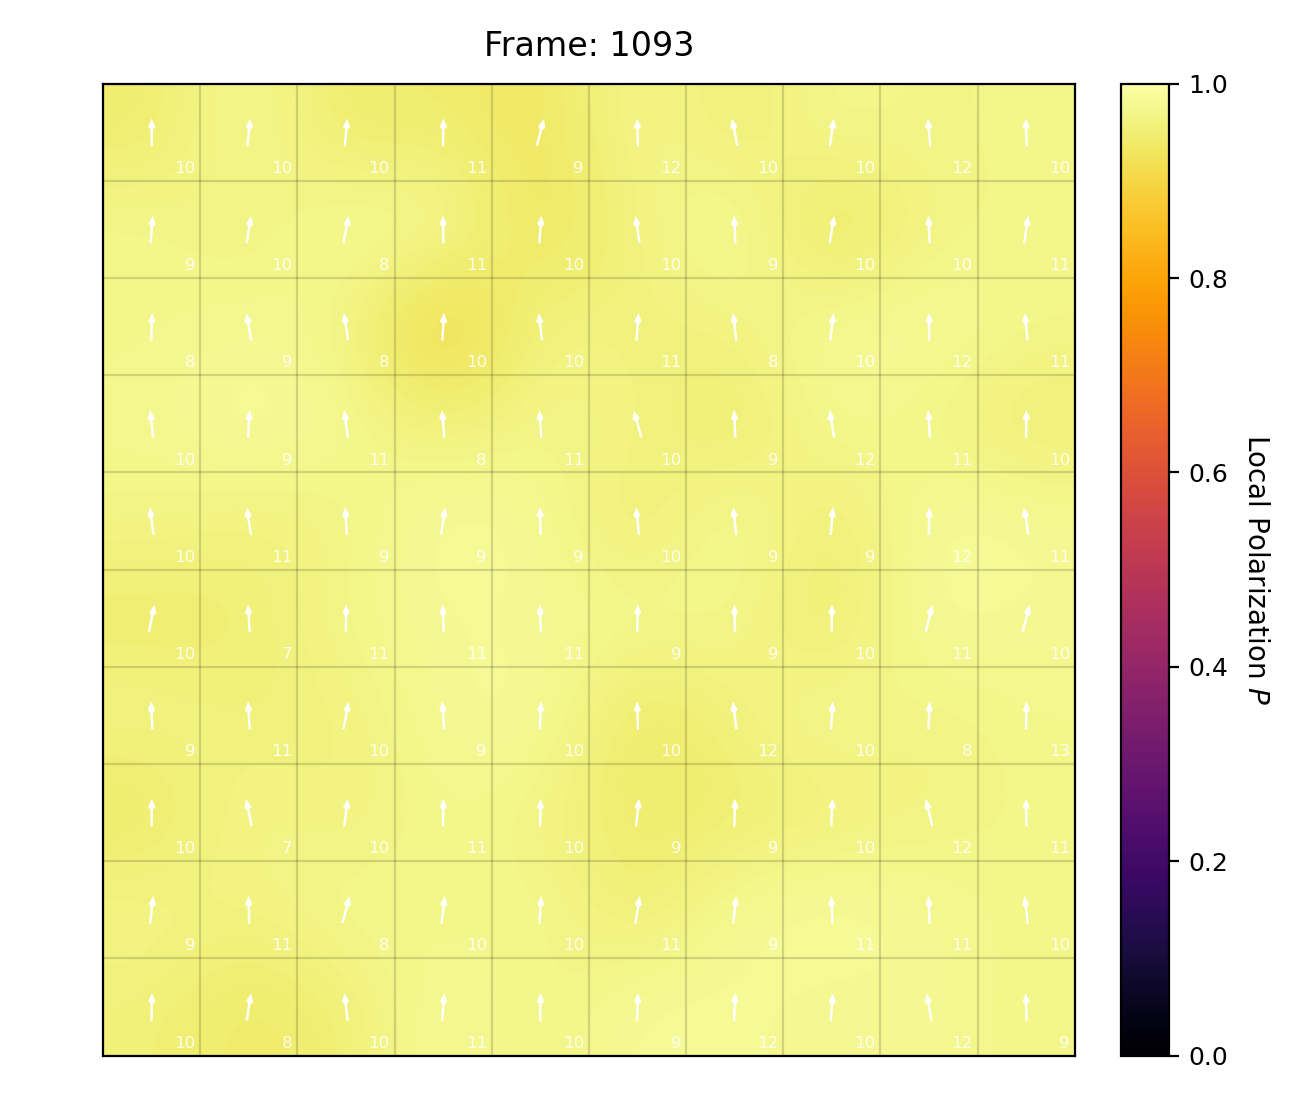 Frame: 1093
10 10 10 11 9 12 10 10 12 10
9 10 8 11 10 10 9 10 10 11
8 9 8 10 10 11 8 10 12 11
10 9 11 8 11 10 9 12 11 10
10 11 9 9 9 10 9 9 12 11
10 7 11 11 11 9 9 10 11 10
9 11 10 9 10 10 12 10 8 13
10 7 10 11 10 9 9 10 12 11
9 11 8 10 10 11 9 11 11 10
10 8 10 11 10 9 12 10 12 9
1.0
0.8
0.6
0.4
0.2
0.0
Local Polarization P